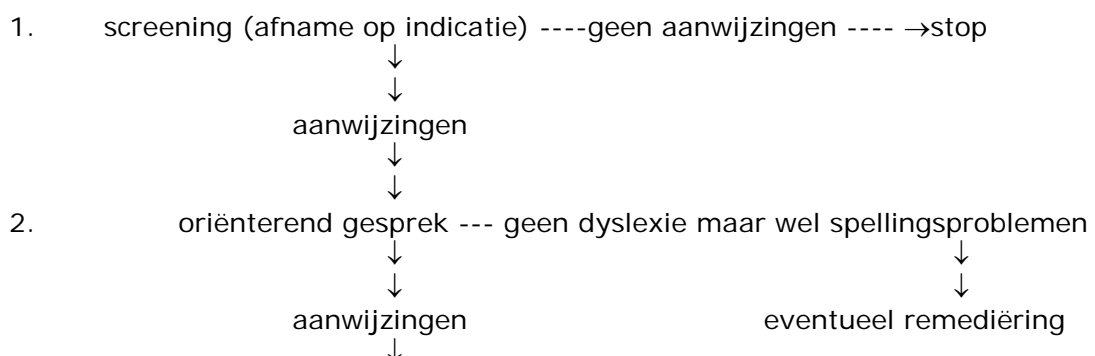 1. screening (afname op indicatie) ----geen aanwijzingen ---- →stop
↓
↓
aanwijzingen
↓
↓
2. oriënterend gesprek --- geen dyslexie maar wel spellingsproblemen
↓ ↓
↓ ↓
aanwijzingen eventueel remediëring
↓